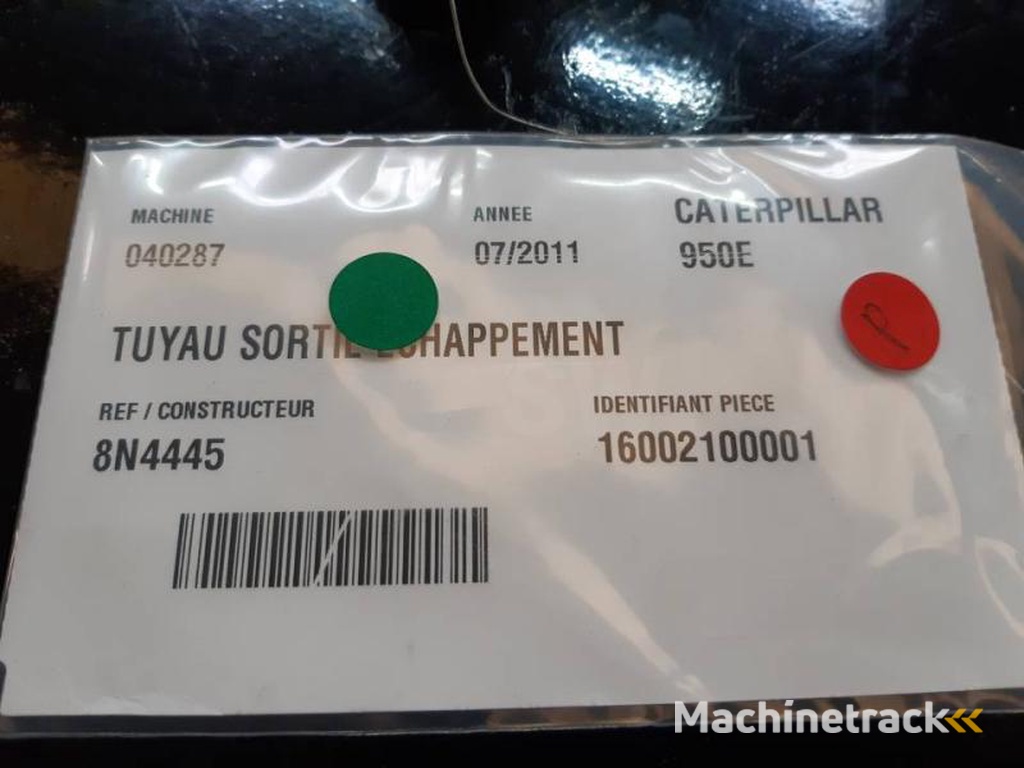 MACHINE ANNEE CATERPILLAR
040287 07/2011 950E
TUYAU SORTIE ECHAPPEMENT
REF / CONSTRUCTEUR IDENTIFIANT PIECE
8N4445 16002100001
Machinetrack